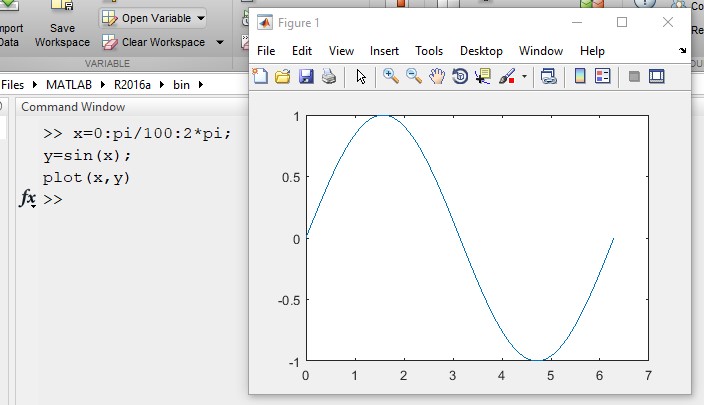 mport
Data
Save
Workspace
Open Variable
Clear Workspace
VARIABLE
Files MATLAB R2016a bin
Command Window
>> x=0:pi/100:2*pi;
y=sin(x);
plot(x,y)
fx >>
Figure 1
File Edit View Insert Tools Desktop Window Help
1
0.5
0
-0.5
-1
0 1 2 3 4 5 6 7
Co
Re